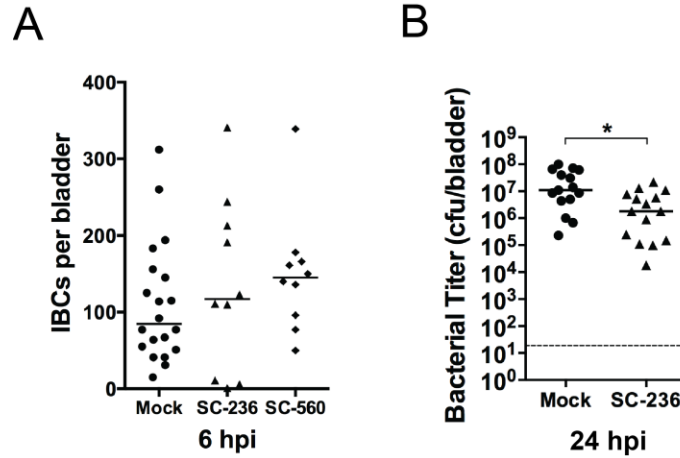 A
IBCs per bladder
400
300
200
100
0
Mock SC-236 SC-560
6 hpi
B
Bacterial Titer (cfu/bladder)
*
10⁹
10⁸
10⁷
10⁶
10⁵
10⁴
10³
10²
10¹
10⁰
Mock SC-236
24 hpi